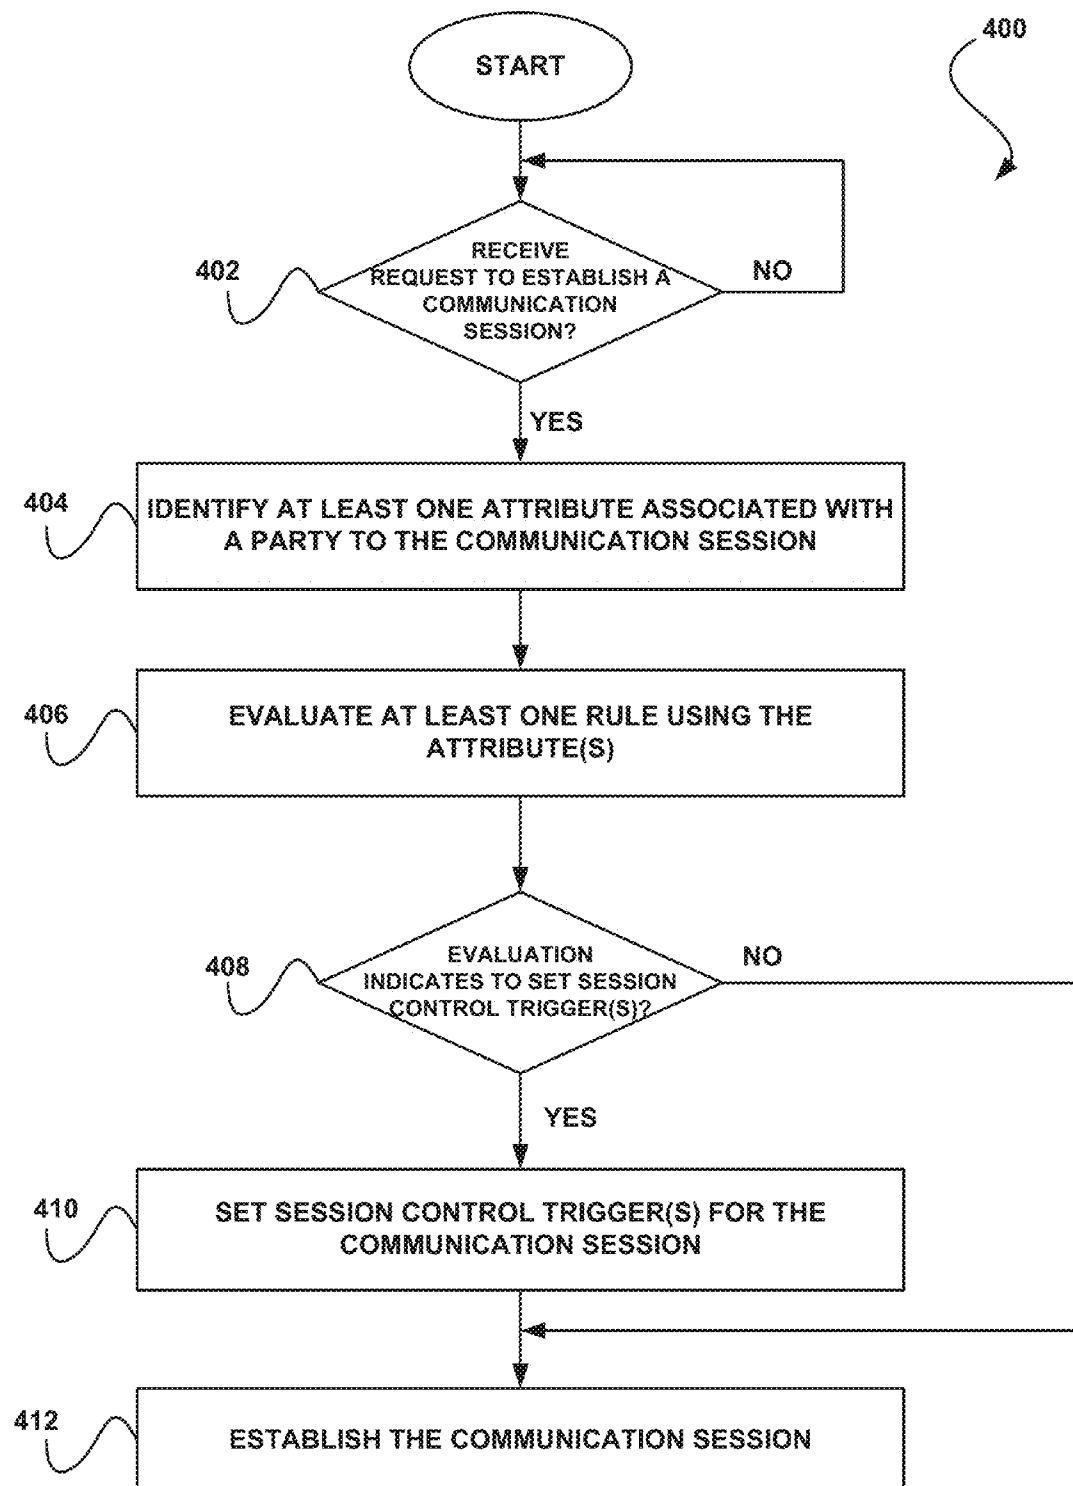 400
START
402
RECEIVE
REQUEST TO ESTABLISH A
COMMUNICATION
SESSION?
NO
YES
404
IDENTIFY AT LEAST ONE ATTRIBUTE ASSOCIATED WITH
A PARTY TO THE COMMUNICATION SESSION
406
EVALUATE AT LEAST ONE RULE USING THE
ATTRIBUTE(S)
408
EVALUATION
INDICATES TO SET SESSION
CONTROL TRIGGER(S)?
NO
YES
410
SET SESSION CONTROL TRIGGER(S) FOR THE
COMMUNICATION SESSION
412
ESTABLISH THE COMMUNICATION SESSION